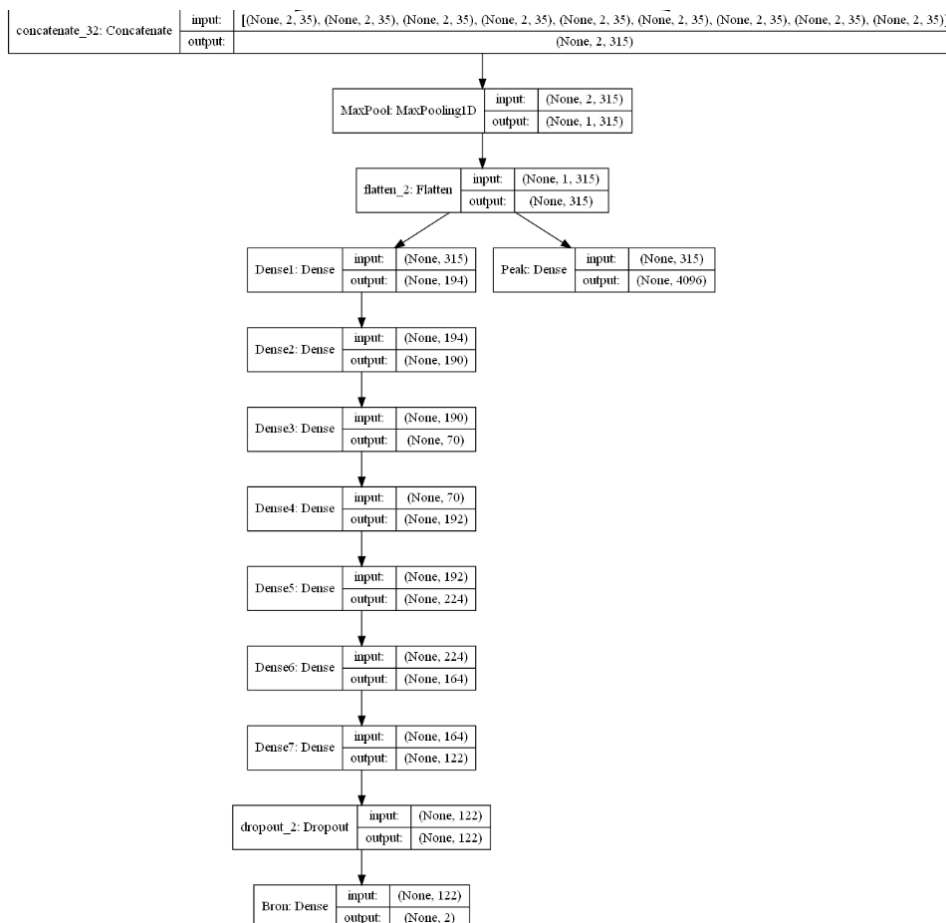 concatenate_32: Concatenate
input: [(None, 2, 35), (None, 2, 35), (None, 2, 35), (None, 2, 35), (None, 2, 35), (None, 2, 35), (None, 2, 35), (None, 2, 35), (None, 2, 35)]
output: (None, 2, 315)
MaxPool: MaxPooling1D
input: (None, 2, 315)
output: (None, 1, 315)
flatten_2: Flatten
input: (None, 1, 315)
output: (None, 315)
Dense1: Dense
input: (None, 315)
output: (None, 194)
Peak: Dense
input: (None, 315)
output: (None, 4096)
Dense2: Dense
input: (None, 194)
output: (None, 190)
Dense3: Dense
input: (None, 190)
output: (None, 70)
Dense4: Dense
input: (None, 70)
output: (None, 192)
Dense5: Dense
input: (None, 192)
output: (None, 224)
Dense6: Dense
input: (None, 224)
output: (None, 164)
Dense7: Dense
input: (None, 164)
output: (None, 122)
dropout_2: Dropout
input: (None, 122)
output: (None, 122)
Bron: Dense
input: (None, 122)
output: (None, 2)